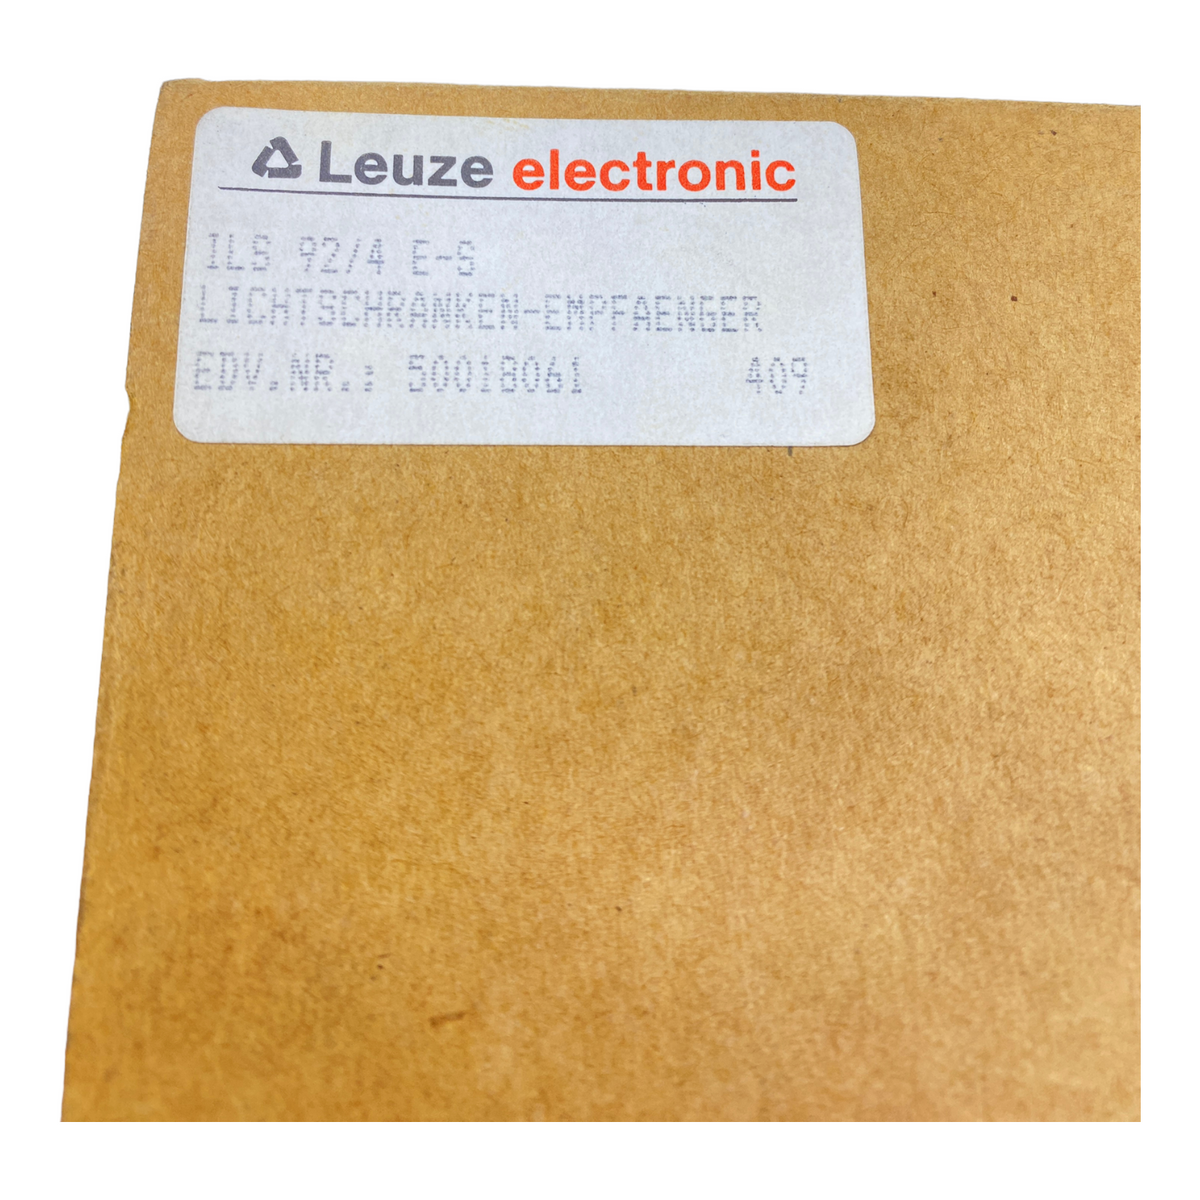 Leuze electronic
ILS 92/4 E-S
LICHTSCHRANKEN-EMPFAENGER
EDV.NR.: 50018061 409